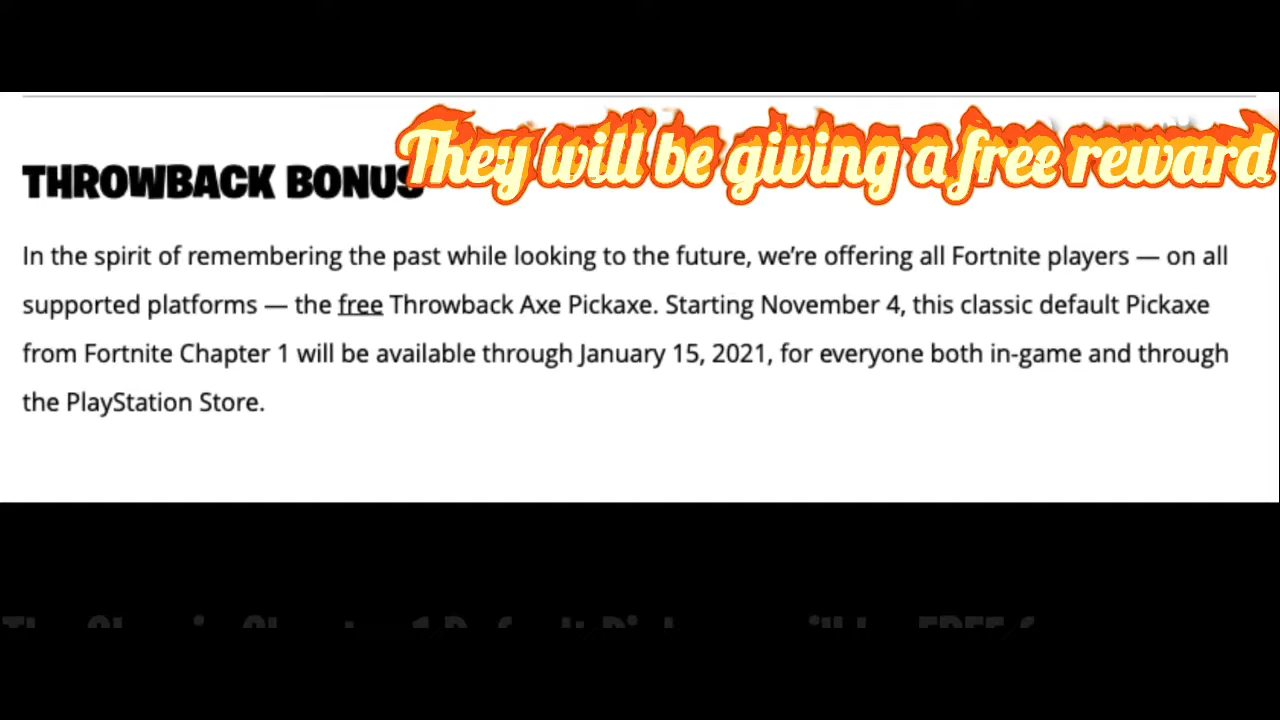 They will be giving a free reward
THROWBACK BONUS
In the spirit of remembering the past while looking to the future, we’re offering all Fortnite players — on all
supported platforms — the free Throwback Axe Pickaxe. Starting November 4, this classic default Pickaxe
from Fortnite Chapter 1 will be available through January 15, 2021, for everyone both in-game and through
the PlayStation Store.